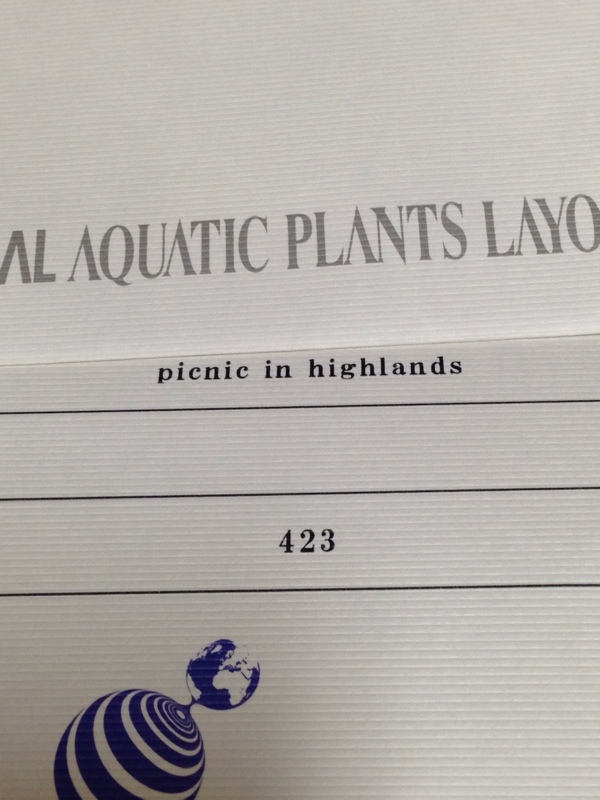 AL AQUATIC PLANTS LAYO
picnic in highlands
423